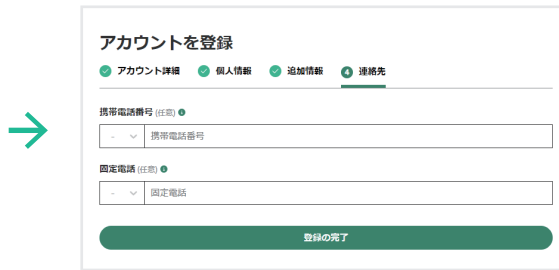 アカウントを登録
アカウント詳細 個人情報 追加情報 4 連絡先
携帯電話番号 (任意)
- 携帯電話番号
固定電話 (任意)
- 固定電話
登録の完了